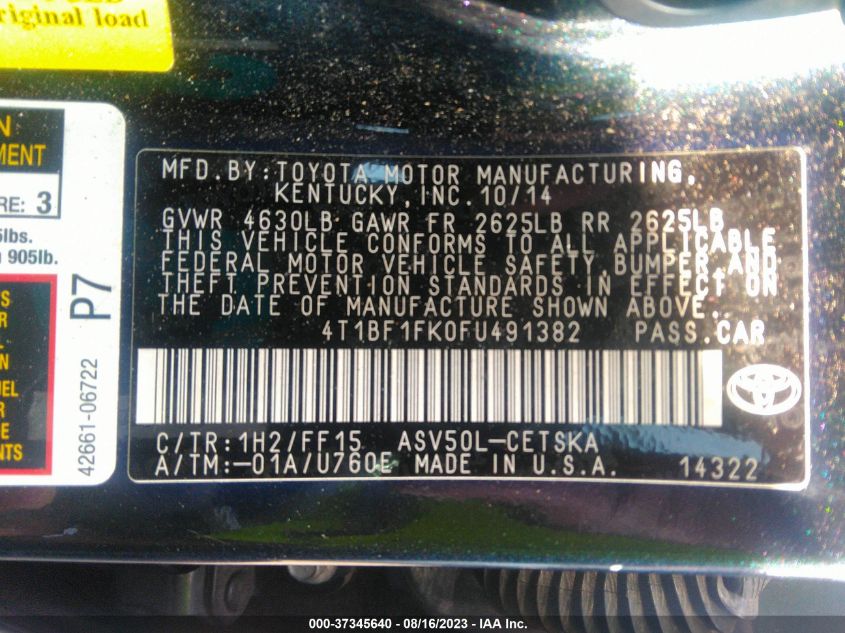 original load
N
MENT
RE: 3
lbs.
905lb.
P7
42661-06722
MFD.BY:TOYOTA MOTOR MANUFACTURING,
KENTUCKY,INC.10/14
GVWR 4630LB GAWR FR 2625LB RR 2625LB
THIS VEHICLE CONFORMS TO ALL APPLICABLE
FEDERAL MOTOR VEHICLE SAFETY,BUMPER,AND
THEFT PREVENTION STANDARDS IN EFFECT ON
THE DATE OF MANUFACTURE SHOWN ABOVE.
4T1BF1FK0FU491382 PASS.CAR
C/TR:1H2/FF15 ASV50L-CETSKA
A/TM:-01A/U760E MADE IN U.S.A. 14322
000-37345640 - 08/16/2023 - IAA Inc.